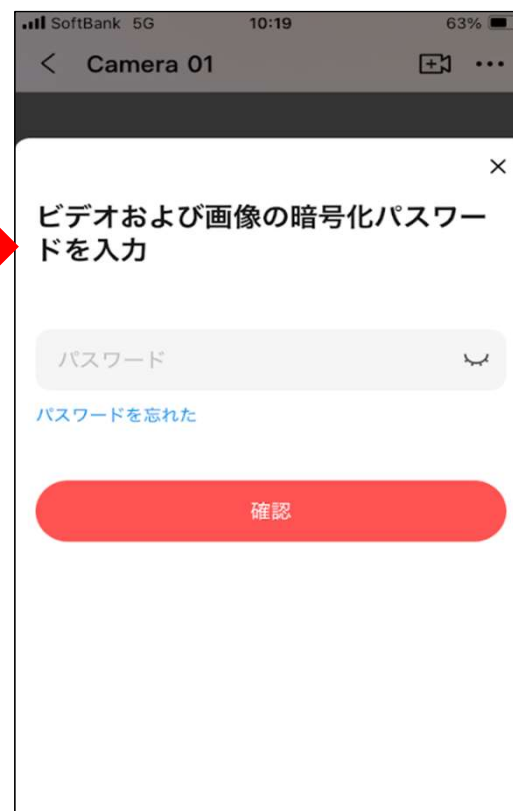 SoftBank 5G 10:19 63%
Camera 01
ビデオおよび画像の暗号化パスワー
ドを入力
パスワード
パスワードを忘れた
確認